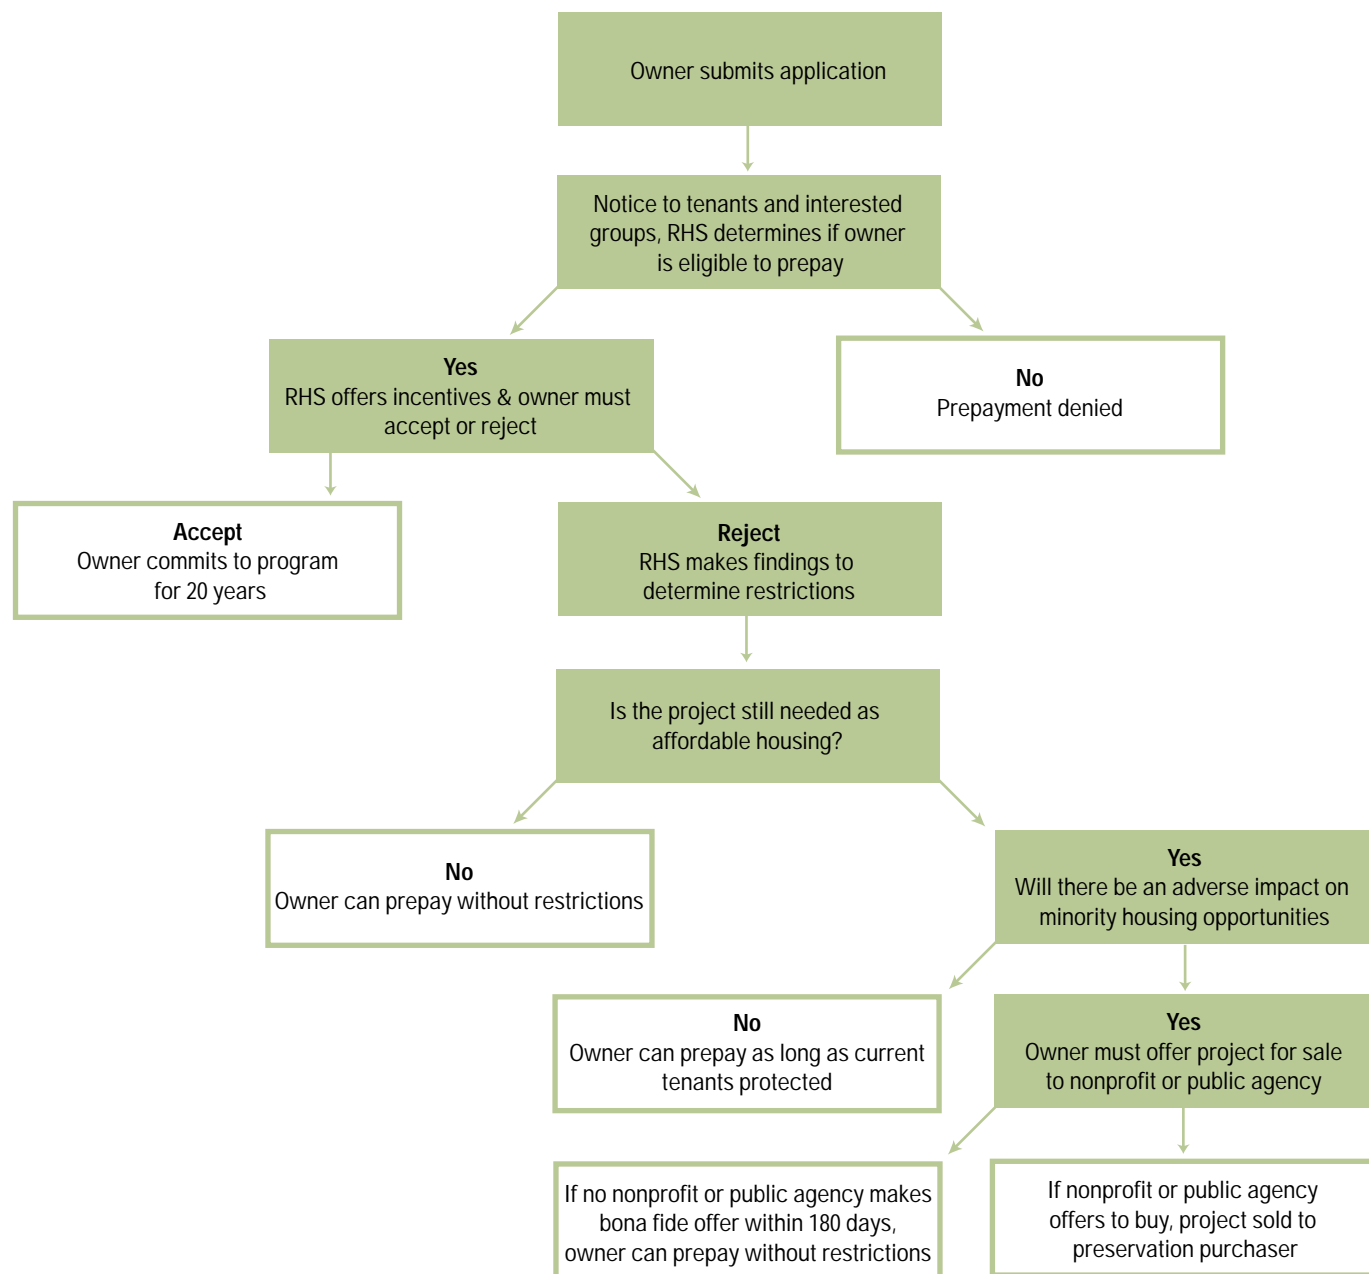 Owner submits application
Notice to tenants and interested
groups, RHS determines if owner
is eligible to prepay
Yes
RHS offers incentives & owner must
accept or reject
No
Prepayment denied
Accept
Owner commits to program
for 20 years
Reject
RHS makes findings to
determine restrictions
Is the project still needed as
affordable housing?
No
Owner can prepay without restrictions
Yes
Will there be an adverse impact on
minority housing opportunities
No
Owner can prepay as long as current
tenants protected
Yes
Owner must offer project for sale
to nonprofit or public agency
If no nonprofit or public agency makes
bona fide offer within 180 days,
owner can prepay without restrictions
If nonprofit or public agency
offers to buy, project sold to
preservation purchaser